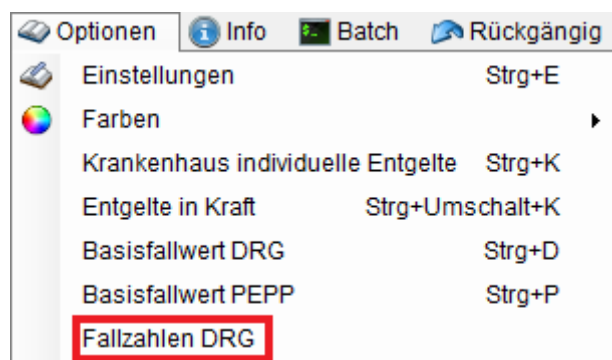 Optionen Info Batch Rückgängig
Einstellungen Strg+E
Farben
Krankenhaus individuelle Entgelte Strg+K
Entgelte in Kraft Strg+Umschalt+K
Basisfallwert DRG Strg+D
Basisfallwert PEPP Strg+P
Fallzahlen DRG